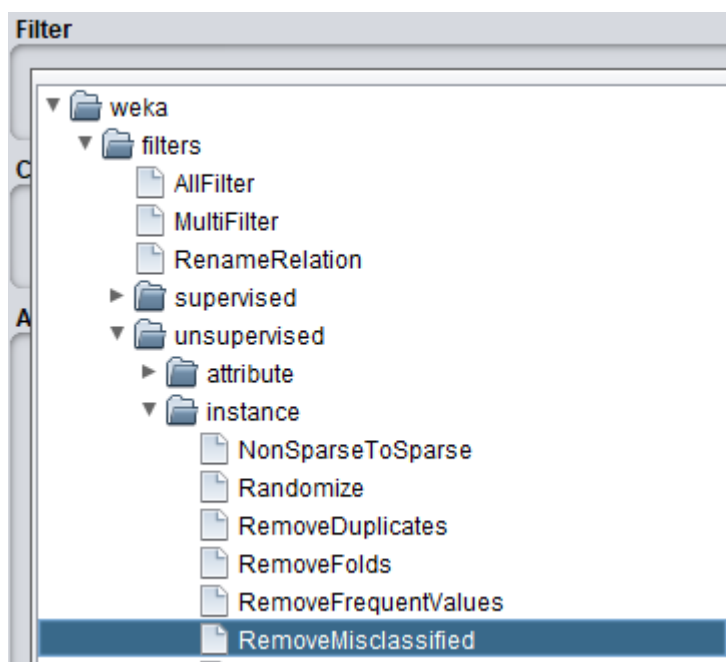 Filter
weka
filters
AllFilter
MultiFilter
C
RenameRelation
supervised
A
unsupervised
attribute
instance
NonSparseToSparse
Randomize
RemoveDuplicates
RemoveFolds
RemoveFrequentValues
RemoveMisclassified